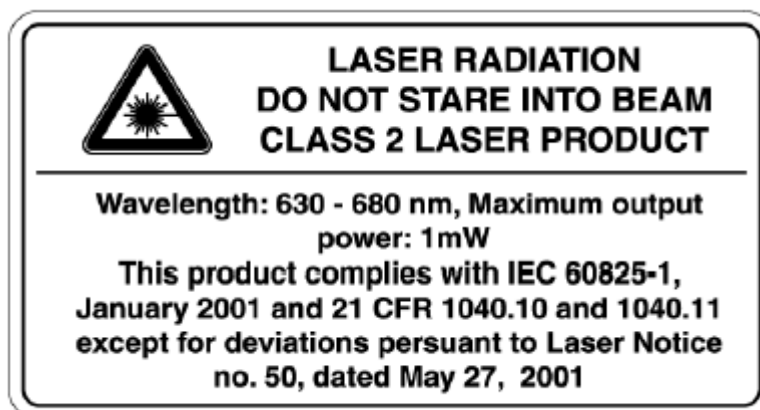 LASER RADIATION
DO NOT STARE INTO BEAM
CLASS 2 LASER PRODUCT
Wavelength: 630 - 680 nm, Maximum output
power: 1mW
This product complies with IEC 60825-1,
January 2001 and 21 CFR 1040.10 and 1040.11
except for deviations persuant to Laser Notice
no. 50, dated May 27, 2001